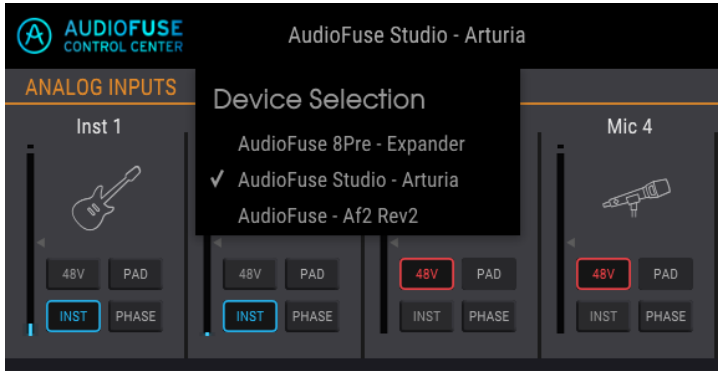 AUDIOFUSE
CONTROL CENTER
AudioFuse Studio - Arturia
ANALOG INPUTS
Device Selection
AudioFuse 8Pre - Expander
✓ AudioFuse Studio - Arturia
AudioFuse - Af2 Rev2
Inst 1
Mic 4
48V PAD 48V PAD 48V PAD 48V PAD
INST PHASE INST PHASE INST PHASE INST PHASE